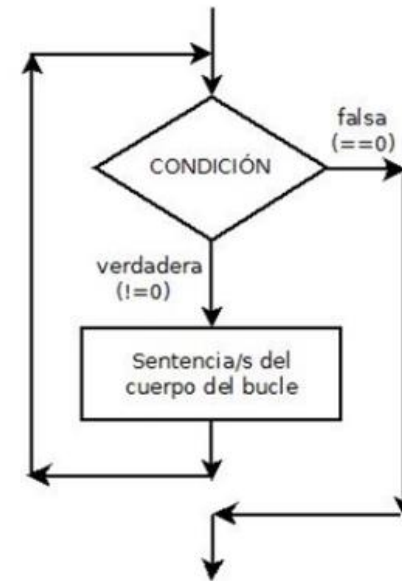 falsa
(==0)
CONDICIÓN
verdadera
(!=0)
Sentencia/s del
cuerpo del bucle